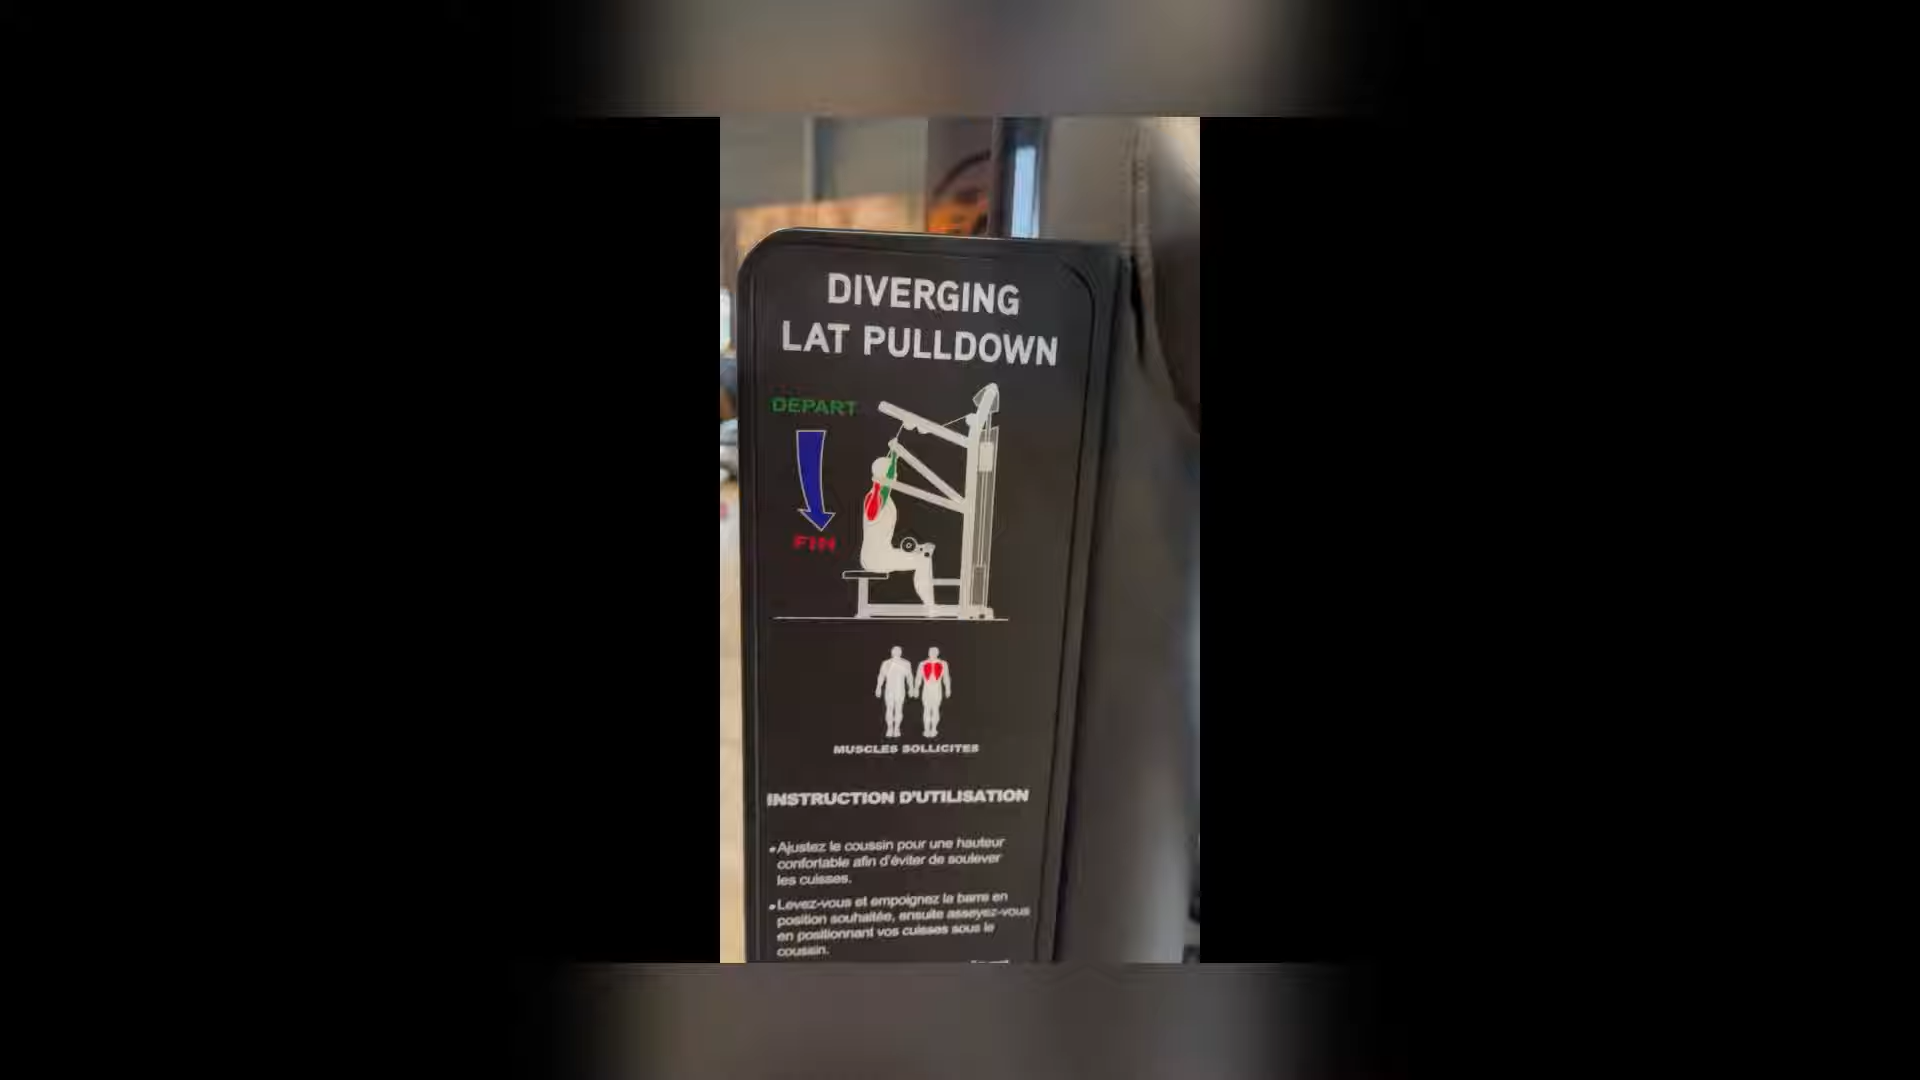 DIVERGING
LAT PULLDOWN
DEPART
FIN
MUSCLES SOLLICITES
INSTRUCTION D'UTILISATION
•Ajustez le coussin pour une hauteur
confortable afin d'éviter de soulever
les cuisses.
•Levez-vous et empoignez la barre en
position souhaitée, ensuite asseyez-vous
en positionnant vos cuisses sous le
coussin.